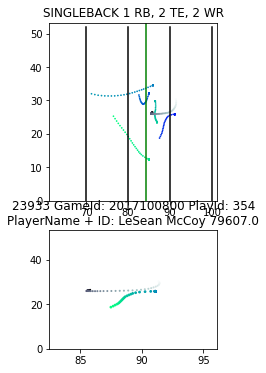 SINGLEBACK 1 RB, 2 TE, 2 WR
50
40
30
20
10
0
70 80 90 100
23933 GameId: 2017100800 PlayId: 354
PlayerName + ID: LeSean McCoy 79607.0
40
20
0
85 90 95